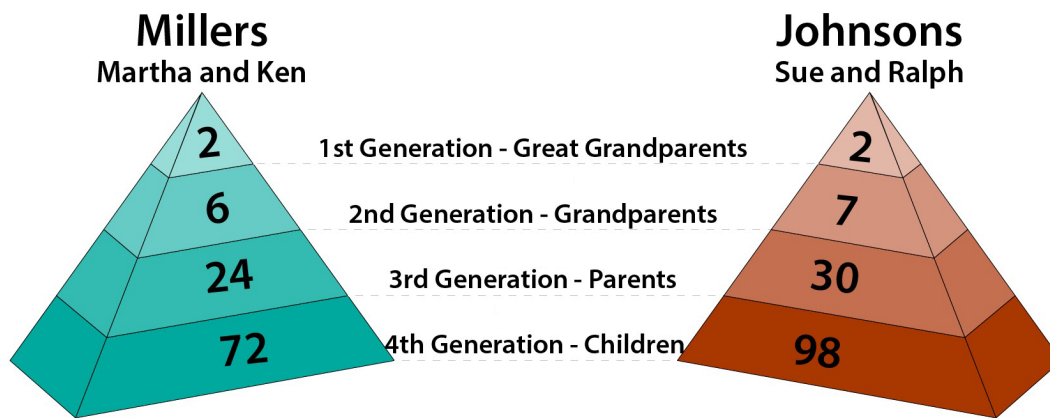 Millers
Martha and Ken
Johnsons
Sue and Ralph
2
1st Generation - Great Grandparents
2
6
2nd Generation - Grandparents
7
24
3rd Generation - Parents
30
72
4th Generation - Children
98